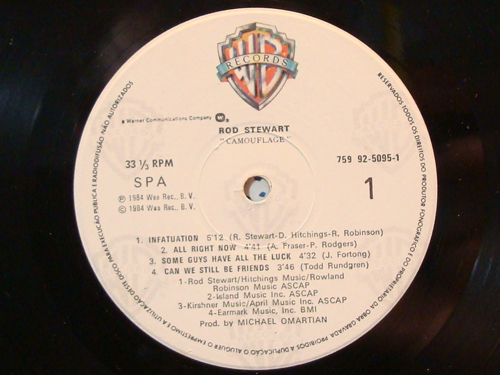 WB
RECORDS
a Warner Communications Company
ROD STEWART
"CAMOUFLAGE"
33 1/3 RPM
759 92-5095-1
SPA
1
℗ 1984 Wea Rec., B. V.
© 1984 Wea Rec., B. V.
1. INFATUATION 5'12 (R. Stewart-D. Hitchings-R, Robinson)
2. ALL RIGHT NOW 4'41 (A. Fraser-P. Rodgers)
3. SOME GUYS HAVE ALL THE LUCK 4'32 (J. Fortong)
4. CAN WE STILL BE FRIENDS 3'46 (Todd Rundgren)
1-Rod Stewart/Hitchings Music/Rowland
Robinson Music ASCAP
2-Island Music Inc. ASCAP
3-Kirshner Music/April Music Inc. ASCAP
4-Earmark Music, Inc. BMI
Prod. by MICHAEL OMARTIAN
RESERVADOS TODOS OS DIREITOS DO PRODUTOR FONOGRÁFICO E DO PROPRIETÁRIO DA OBRA GRAVADA. PROIBIDOS A DUPLICAÇÃO O ALUGUER O EMPRÉSTIMO E A UTILIZAÇÃO DESTE DISCO PARA EXECUÇÃO PUBLICA E RADIODIFUSÃO NÃO AUTORIZADOS